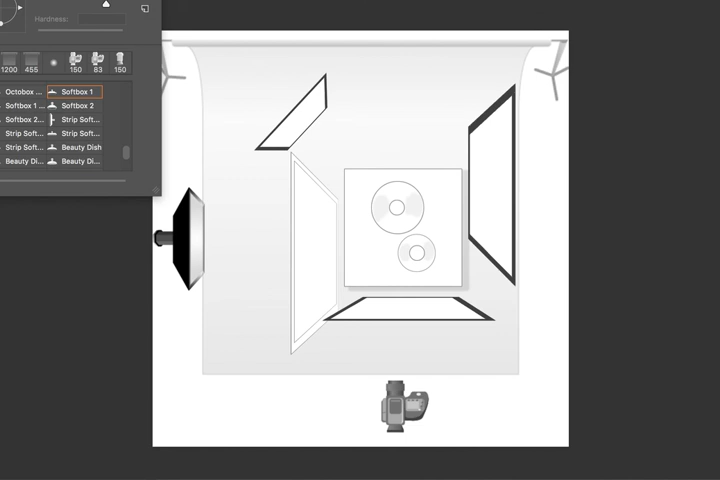 Hardness:
1200 455 150 83 150
Octobox ... Softbox 1
Softbox 1 ... Softbox 2
Softbox 2... Strip Soft...
Strip Soft... Strip Soft...
Strip Soft... Beauty Dish
Beauty Di... Beauty Di...